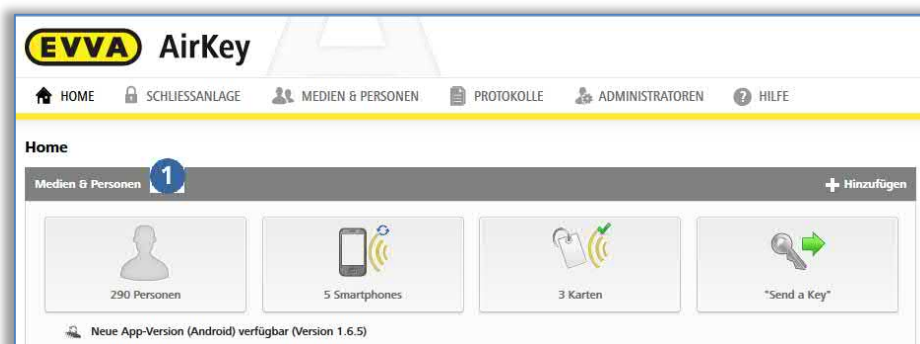 EVVA AirKey
HOME SCHLIESSANLAGE MEDIEN & PERSONEN PROTOKOLLE ADMINISTRATOREN HILFE
Home
Medien & Personen 1 Hinzufügen
290 Personen 5 Smartphones 3 Karten "Send a Key"
Neue App-Version (Android) verfügbar (Version 1.6.5)